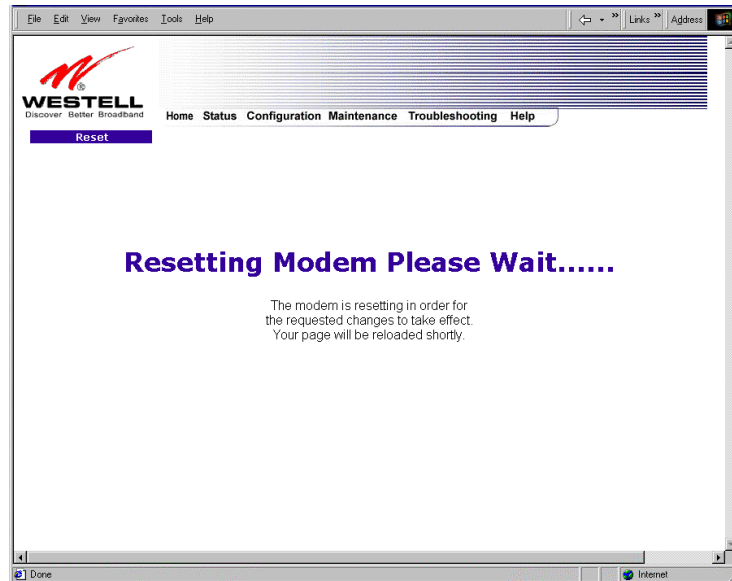 File Edit View Favorites Tools Help
» Links » Address
®
WESTELL
Discover Better Broadband
Home Status Configuration Maintenance Troubleshooting Help
Reset
Resetting Modem Please Wait......
The modem is resetting in order for
the requested changes to take effect.
Your page will be reloaded shortly.
Done
Internet